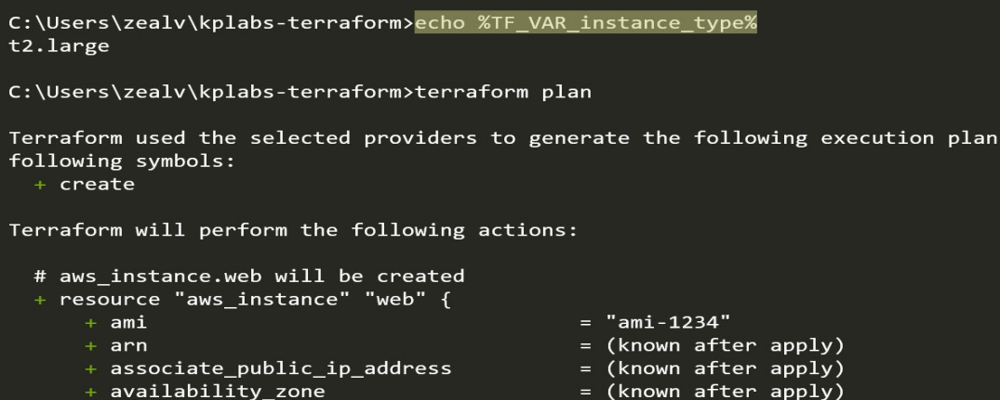 C:\Users\zealv\kplabs-terraform>echo %TF_VAR_instance_type%
t2.large
C:\Users\zealv\kplabs-terraform>terraform plan
Terraform used the selected providers to generate the following execution plan
following symbols:
+ create
Terraform will perform the following actions:
# aws_instance.web will be created
+ resource "aws_instance" "web" {
+ ami = "ami-1234"
+ arn = (known after apply)
+ associate_public_ip_address = (known after apply)
+ availability_zone = (known after apply)